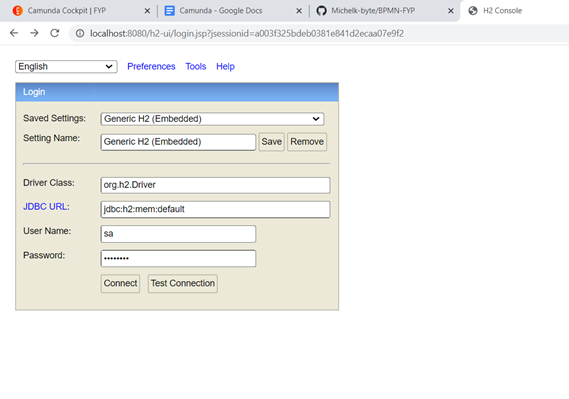 Camunda Cockpit | FYP
Camunda - Google Docs
Michelk-byte/BPMN-FYP
H2 Console
localhost:8080/h2-ui/login.jsp?jsessionid=a003f325bdeb0381e841d2ecaa07e9f2
English Preferences Tools Help
Login
Saved Settings: Generic H2 (Embedded)
Setting Name: Generic H2 (Embedded) Save Remove
Driver Class: org.h2.Driver
JDBC URL: jdbc:h2:mem:default
User Name: sa
Password: ••••••••
Connect Test Connection